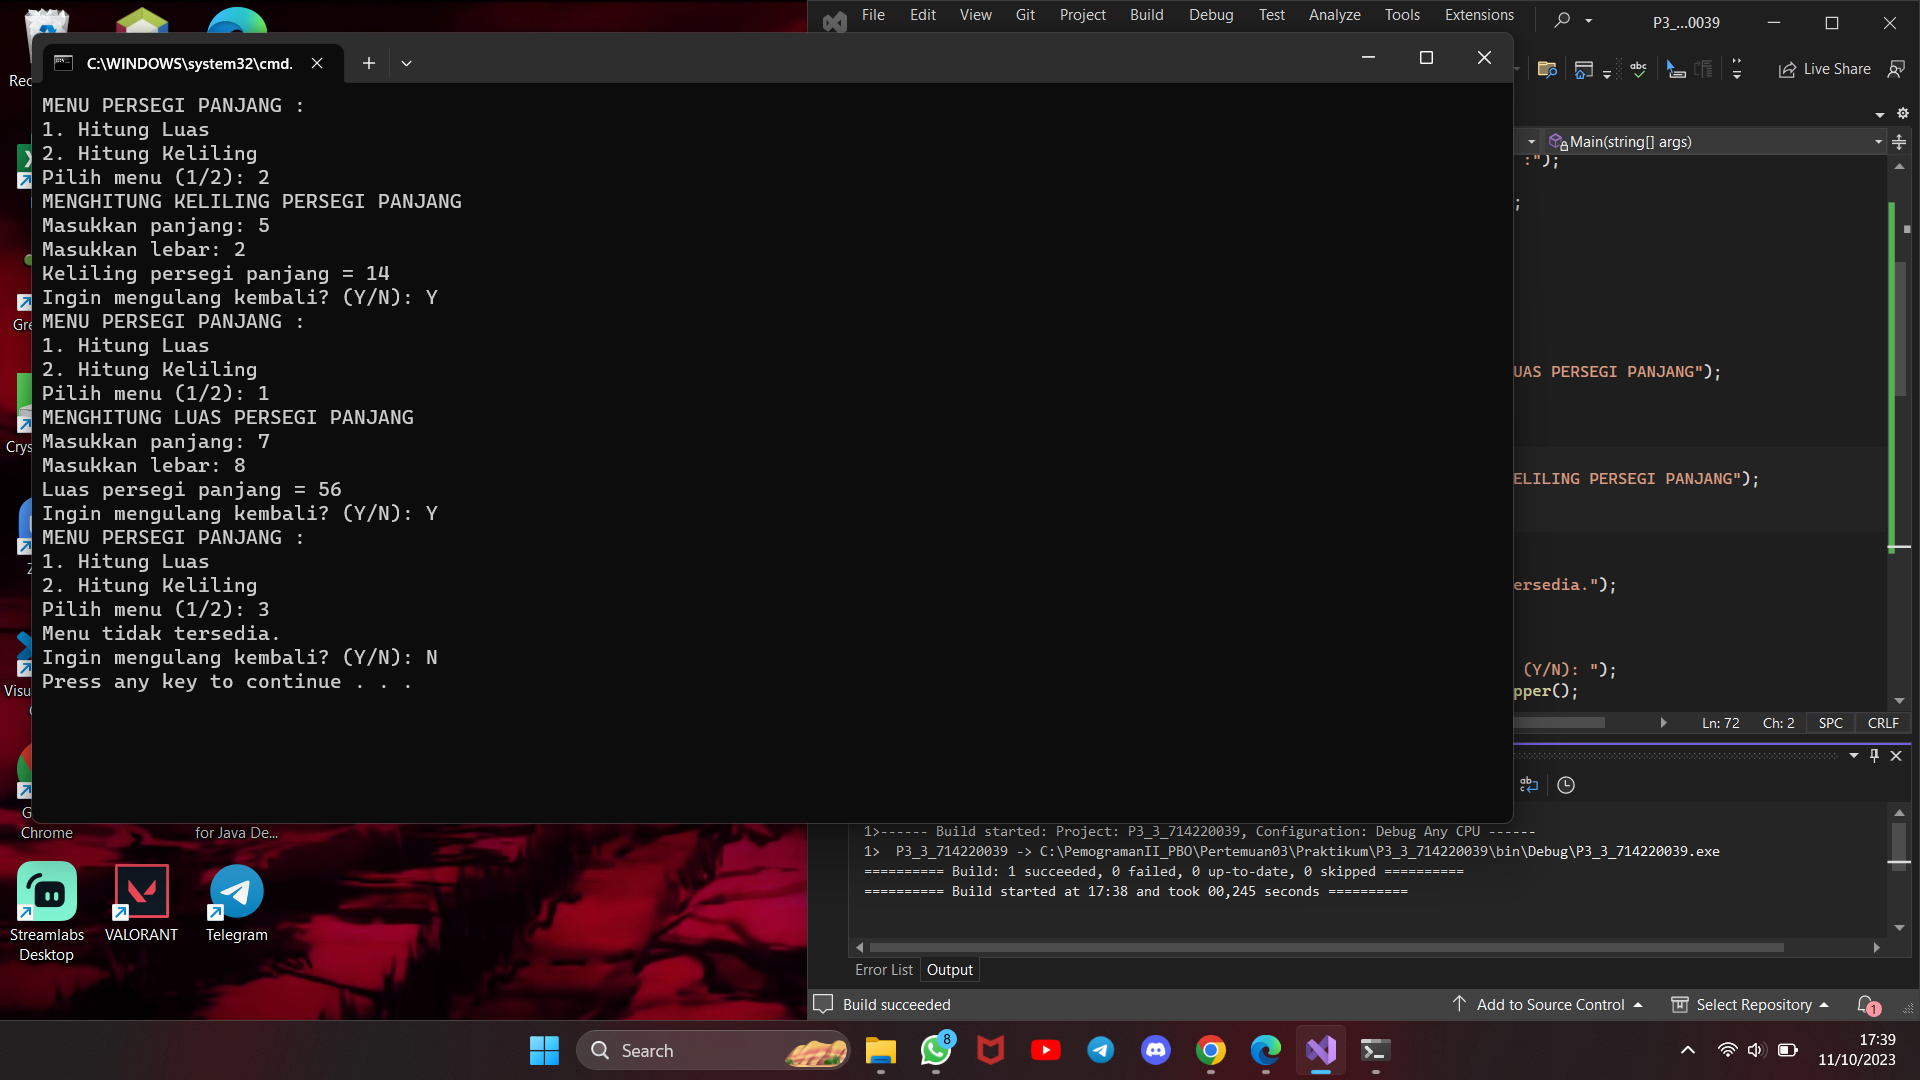 File Edit View Git Project Build Debug Test Analyze Tools Extensions
P3_...0039
C:\WINDOWS\system32\cmd.
Live Share
Main(string[] args)
MENU PERSEGI PANJANG :
1. Hitung Luas
2. Hitung Keliling
Pilih menu (1/2): 2
MENGHITUNG KELILING PERSEGI PANJANG
Masukkan panjang: 5
Masukkan lebar: 2
Keliling persegi panjang = 14
Ingin mengulang kembali? (Y/N): Y
MENU PERSEGI PANJANG :
1. Hitung Luas
2. Hitung Keliling
Pilih menu (1/2): 1
MENGHITUNG LUAS PERSEGI PANJANG
Masukkan panjang: 7
Masukkan lebar: 8
Luas persegi panjang = 56
Ingin mengulang kembali? (Y/N): Y
MENU PERSEGI PANJANG :
1. Hitung Luas
2. Hitung Keliling
Pilih menu (1/2): 3
Menu tidak tersedia.
Ingin mengulang kembali? (Y/N): N
Press any key to continue . . .
:");
;
UAS PERSEGI PANJANG");
ELILING PERSEGI PANJANG");
ersedia.");
(Y/N): ");
pper();
Ln: 72 Ch: 2 SPC CRLF
1>------ Build started: Project: P3_3_714220039, Configuration: Debug Any CPU ------
1>  P3_3_714220039 -> C:\PemogramanII_PBO\Pertemuan03\Praktikum\P3_3_714220039\bin\Debug\P3_3_714220039.exe
========== Build: 1 succeeded, 0 failed, 0 up-to-date, 0 skipped ==========
========== Build started at 17:38 and took 00,245 seconds ==========
Error List Output
Build succeeded
Add to Source Control
Select Repository
1
Rec
Gre
Crys
Z
Visu
C
G
Chrome
for Java De...
Streamlabs
Desktop
VALORANT
Telegram
Search
8
17:39
11/10/2023